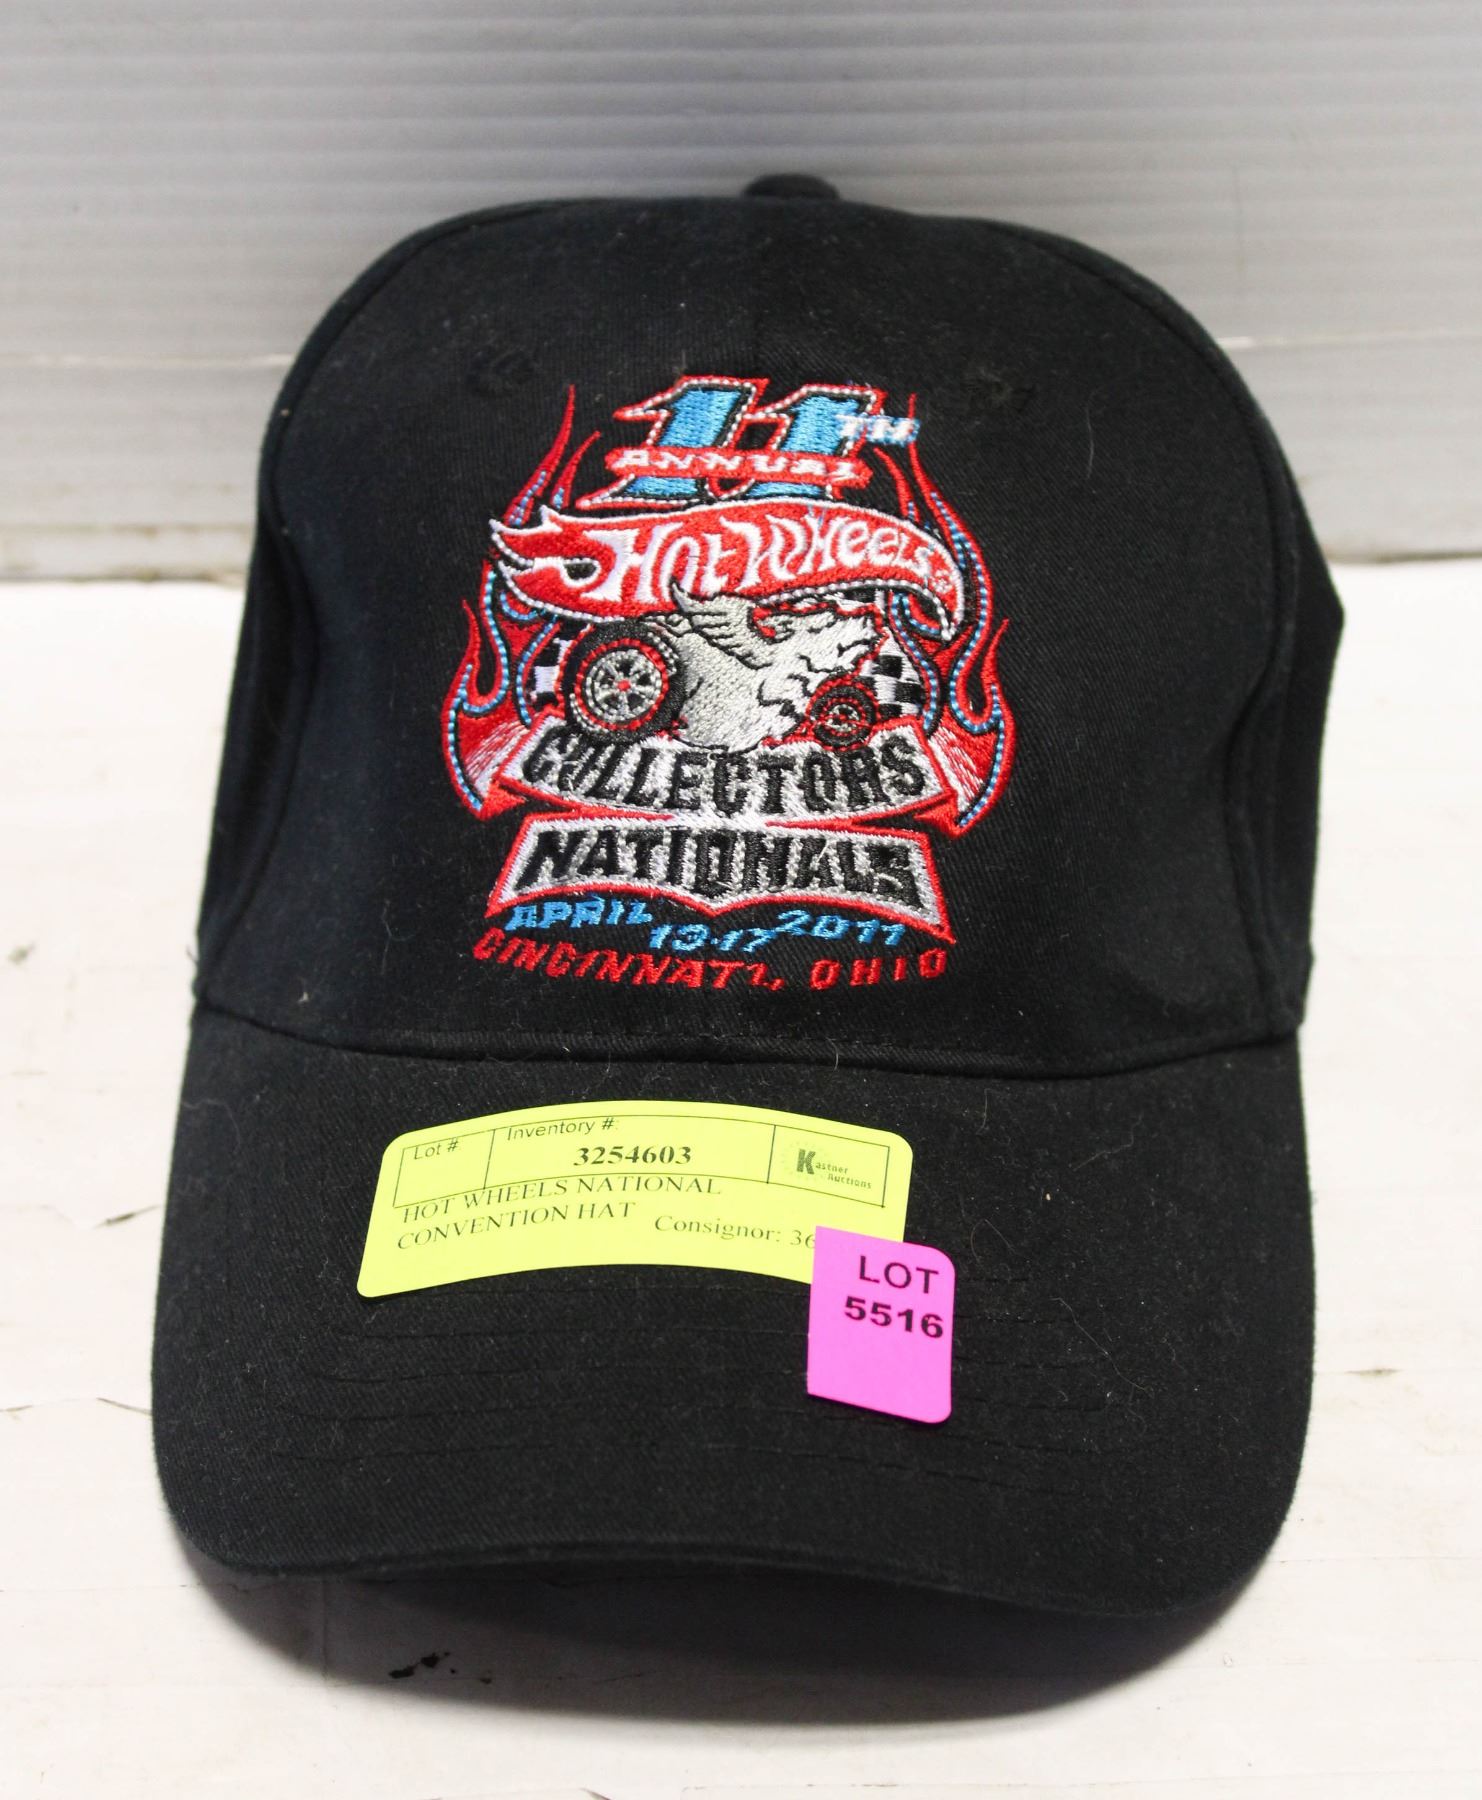 11TH
ANNUAL
Hot Wheels
COLLECTORS
NATIONALS
APRIL 13-17 2011
CINCINNATI, OHIO
Lot # Inventory #:
3254603
Kastner Auctions
HOT WHEELS NATIONAL
CONVENTION HAT Consignor: 36
LOT
5516